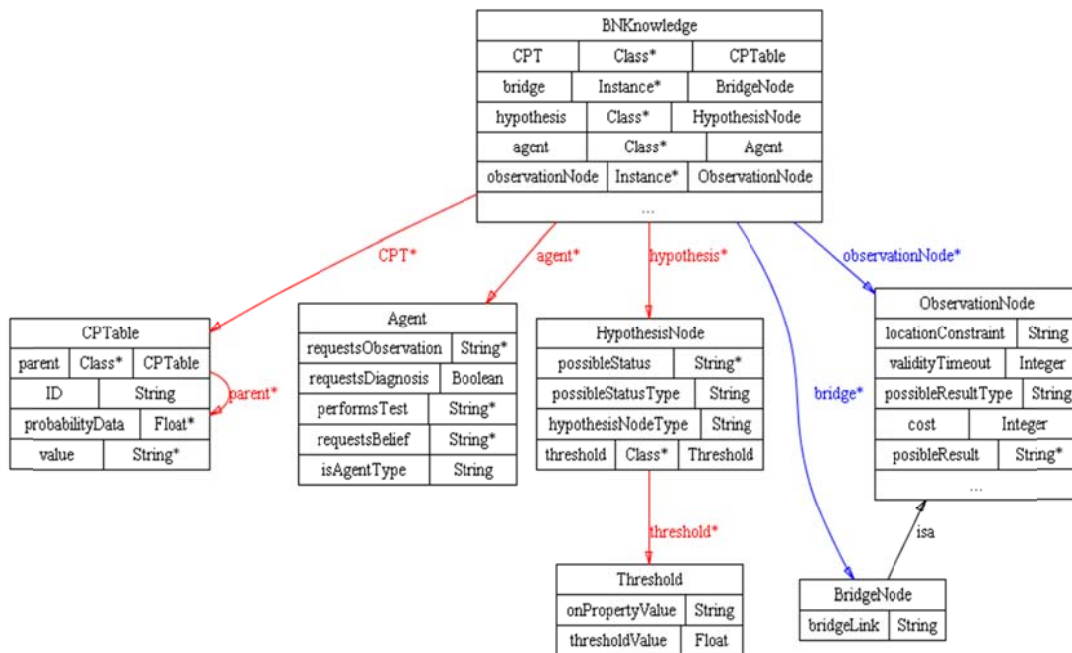 BNKnowledge
CPT Class* CPTable
bridge Instance* BridgeNode
hypothesis Class* HypothesisNode
agent Class* Agent
observationNode Instance* ObservationNode
...
CPT*
agent*
hypothesis*
observationNode*
bridge*
CPTable
parent Class* CPTable
ID String
probabilityData Float*
value String*
parent*
Agent
requestsObservation String*
requestsDiagnosis Boolean
performsTest String*
requestsBelief String*
isAgentType String
HypothesisNode
possibleStatus String*
possibleStatusType String
hypothesisNodeType String
threshold Class* Threshold
ObservationNode
locationConstraint String
validityTimeout Integer
possibleResultType String
cost Integer
posibleResult String*
...
threshold*
isa
Threshold
onPropertyValue String
thresholdValue Float
BridgeNode
bridgeLink String